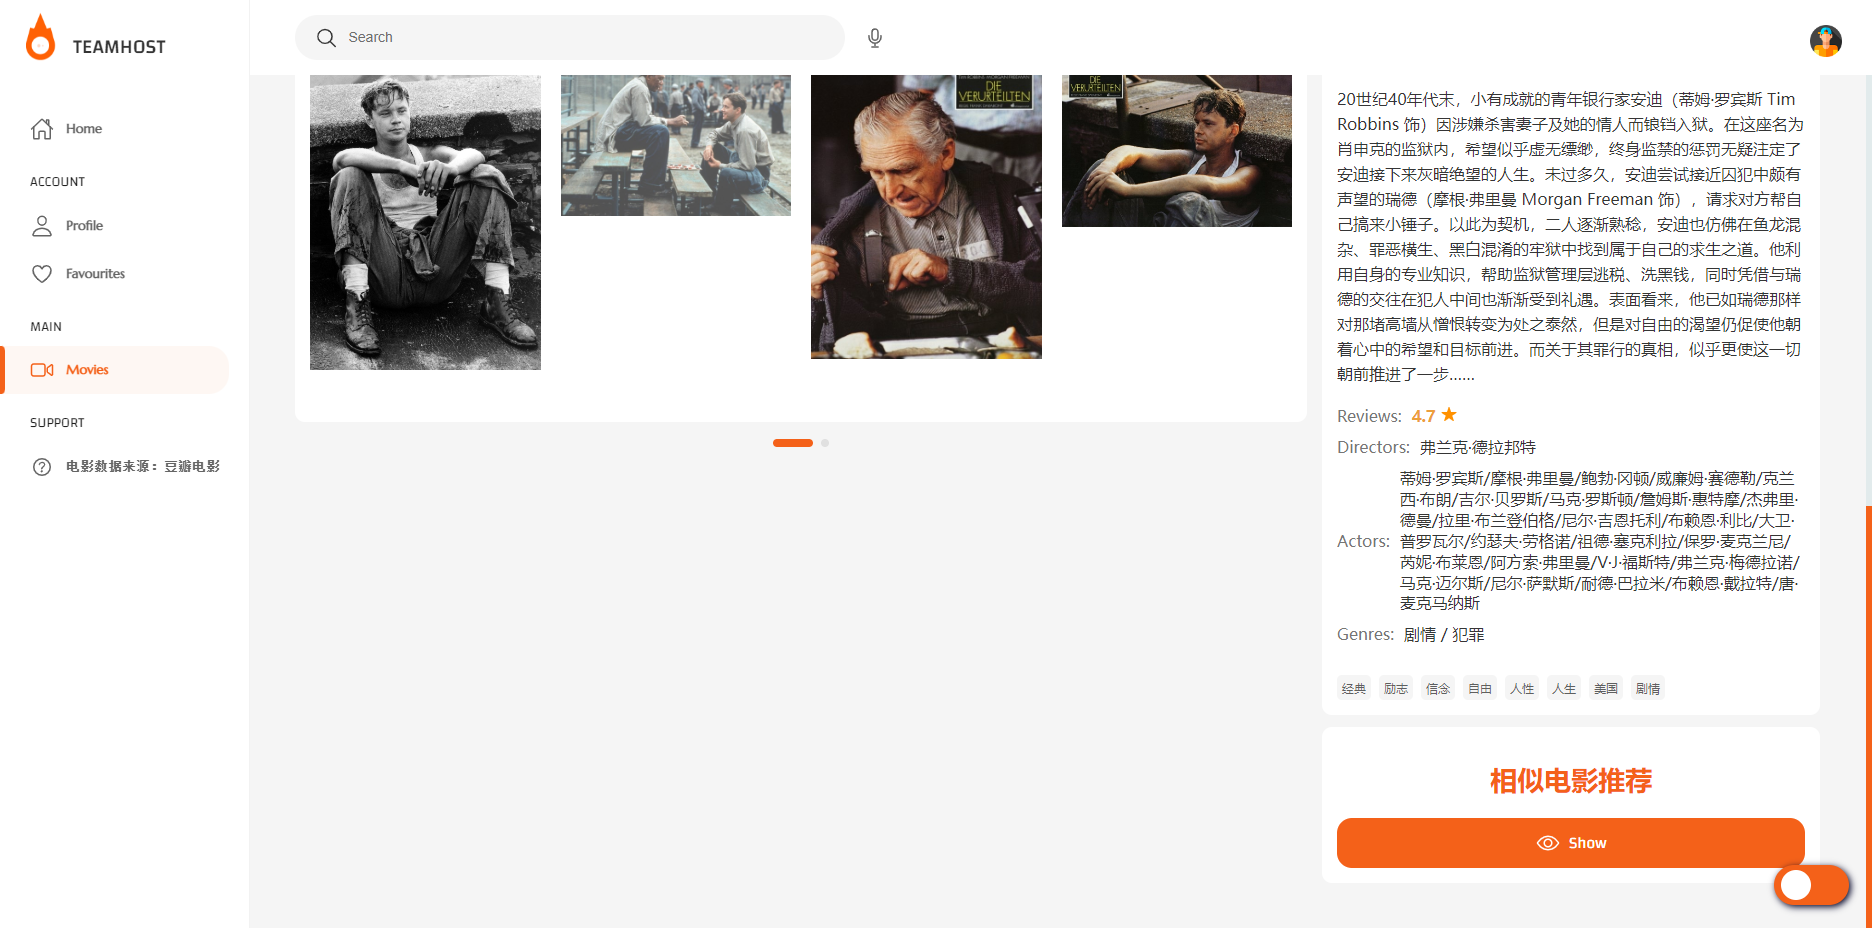 TEAMHOST
Search
Home
ACCOUNT
Profile
Favourites
MAIN
Movies
SUPPORT
电影数据来源：豆瓣电影
DIE
VERURTEILTEN
DIE
VERURTEILTEN
20世纪40年代末，小有成就的青年银行家安迪（蒂姆·罗宾斯 Tim
Robbins 饰）因涉嫌杀害妻子及她的情人而锒铛入狱。在这座名为
肖申克的监狱内，希望似乎虚无缥缈，终身监禁的惩罚无疑注定了
安迪接下来灰暗绝望的人生。未过多久，安迪尝试接近囚犯中颇有
声望的瑞德（摩根·弗里曼 Morgan Freeman 饰），请求对方帮自
己搞来小锤子。以此为契机，二人逐渐熟稔，安迪也仿佛在鱼龙混
杂、罪恶横生、黑白混淆的牢狱中找到属于自己的求生之道。他利
用自身的专业知识，帮助监狱管理层逃税、洗黑钱，同时凭借与瑞
德的交往在犯人中间也渐渐受到礼遇。表面看来，他已如瑞德那样
对那堵高墙从憎恨转变为处之泰然，但是对自由的渴望仍促使他朝
着心中的希望和目标前进。而关于其罪行的真相，似乎更使这一切
朝前推进了一步......
Reviews: 4.7 ★
Directors: 弗兰克·德拉邦特
Actors:
蒂姆·罗宾斯/摩根·弗里曼/鲍勃·冈顿/威廉姆·赛德勒/克兰
西·布朗/吉尔·贝罗斯/马克·罗斯顿/詹姆斯·惠特摩/杰弗里·
德曼/拉里·布兰登伯格/尼尔·吉恩托利/布赖恩·利比/大卫·
普罗瓦尔/约瑟夫·劳格诺/祖德·塞克利拉/保罗·麦克兰尼/
芮妮·布莱恩/阿方索·弗里曼/V·J·福斯特/弗兰克·梅德拉诺/
马克·迈尔斯/尼尔·萨默斯/耐德·巴拉米/布赖恩·戴拉特/唐·
麦克马纳斯
Genres: 剧情 / 犯罪
经典 励志 信念 自由 人性 人生 美国 剧情
相似电影推荐
Show